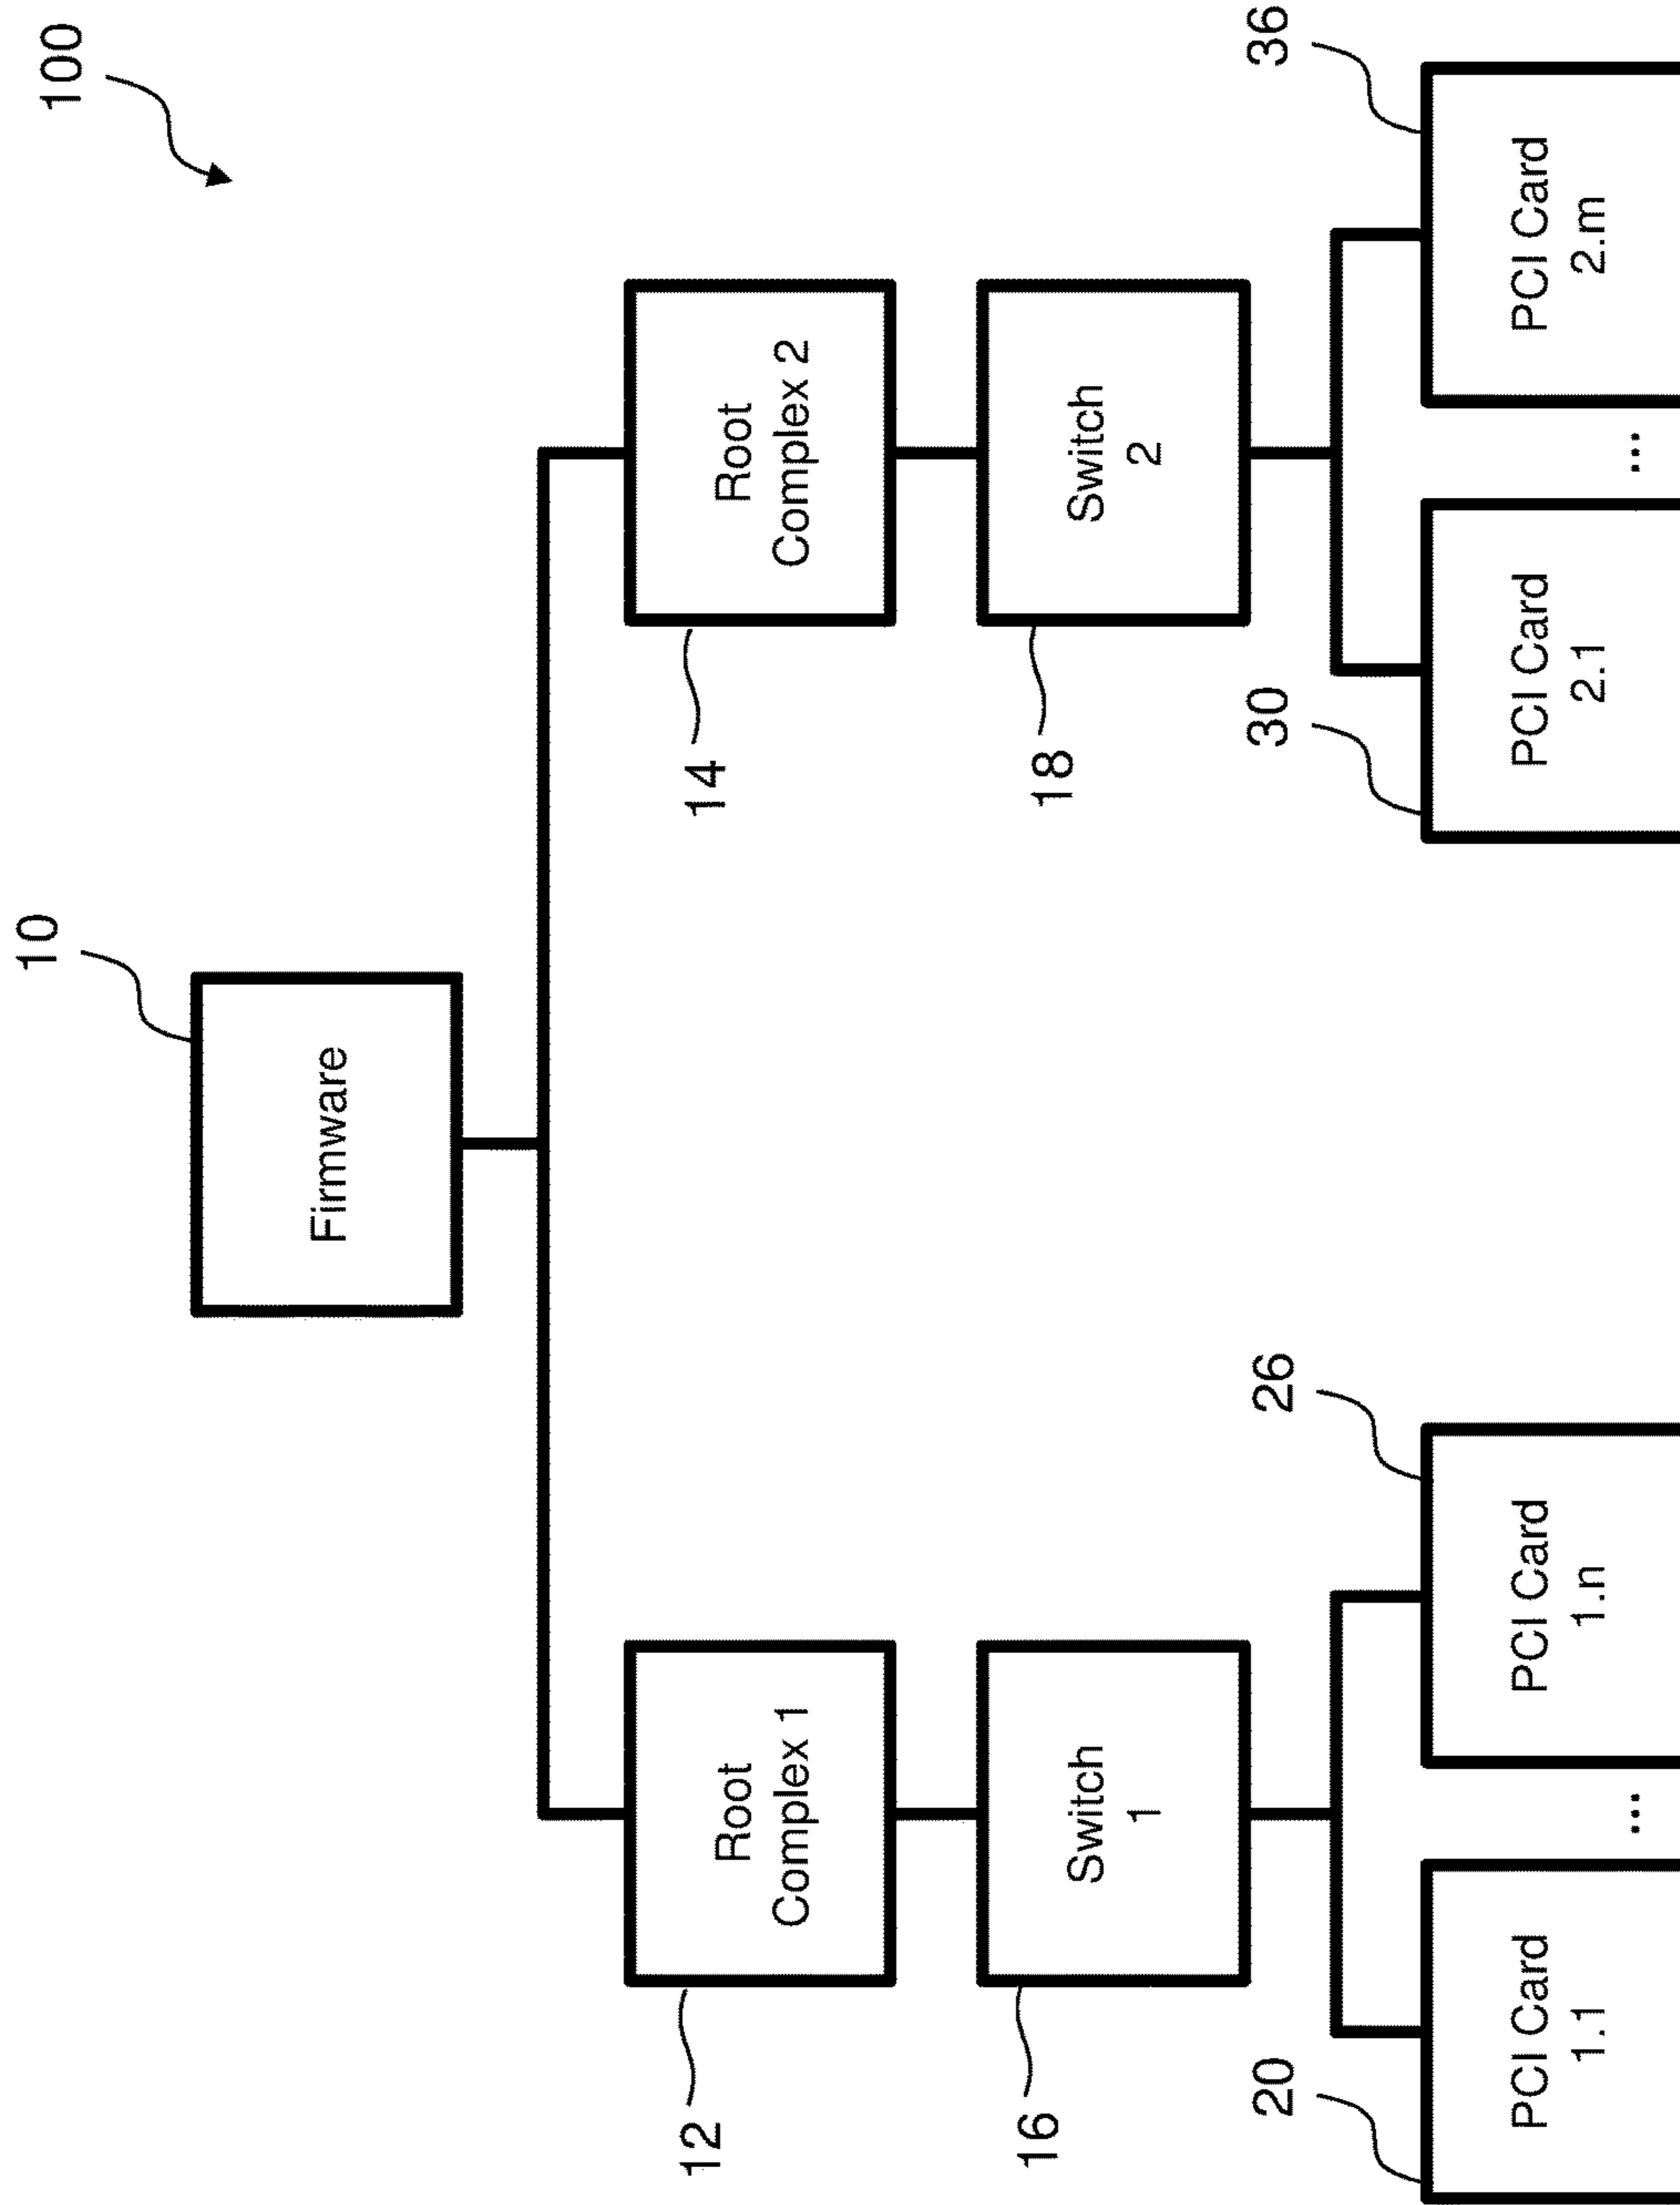 100
10
Firmware
12
Root
Complex 1
14
Root
Complex 2
16
Switch
1
18
Switch
2
20
PCI Card
1.1
...
26
PCI Card
1.n
30
PCI Card
2.1
...
36
PCI Card
2.m